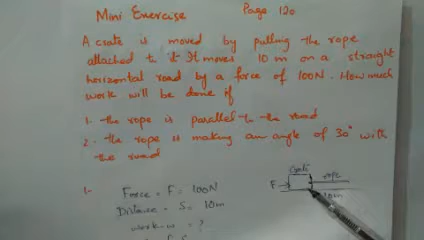 Mini Exercise Page 120
A crate is moved by pulling the rope
attached to it. It moves 10 m on a straight
horizontal road by a force of 100N. How much
work will be done if
1. the rope is parallel to the road
2. the rope is making an angle of 30° with
the road
1-
Force = F = 100N
Distance = S = 10m
work = w = ?
Crate
rope
F
10m